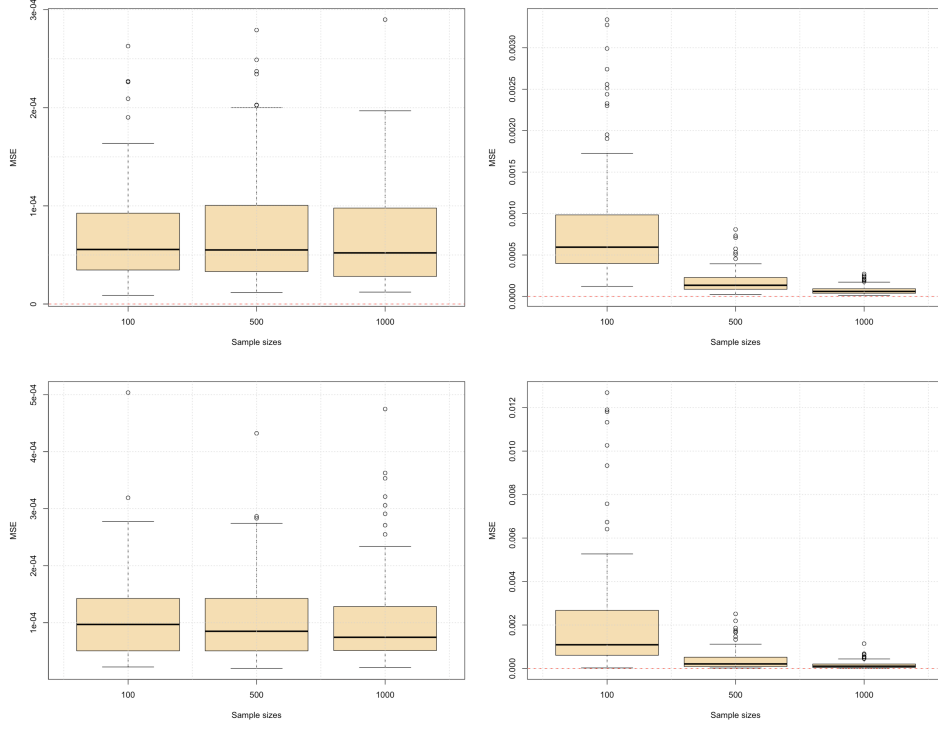 3e-04
2e-04
1e-04
0
MSE
100
500
1000
Sample sizes
0.0030
0.0025
0.0020
0.0015
0.0010
0.0005
0.0000
MSE
100
500
1000
Sample sizes
5e-04
4e-04
3e-04
2e-04
1e-04
MSE
100
500
1000
Sample sizes
0.012
0.010
0.008
0.006
0.004
0.002
0.000
MSE
100
500
1000
Sample sizes